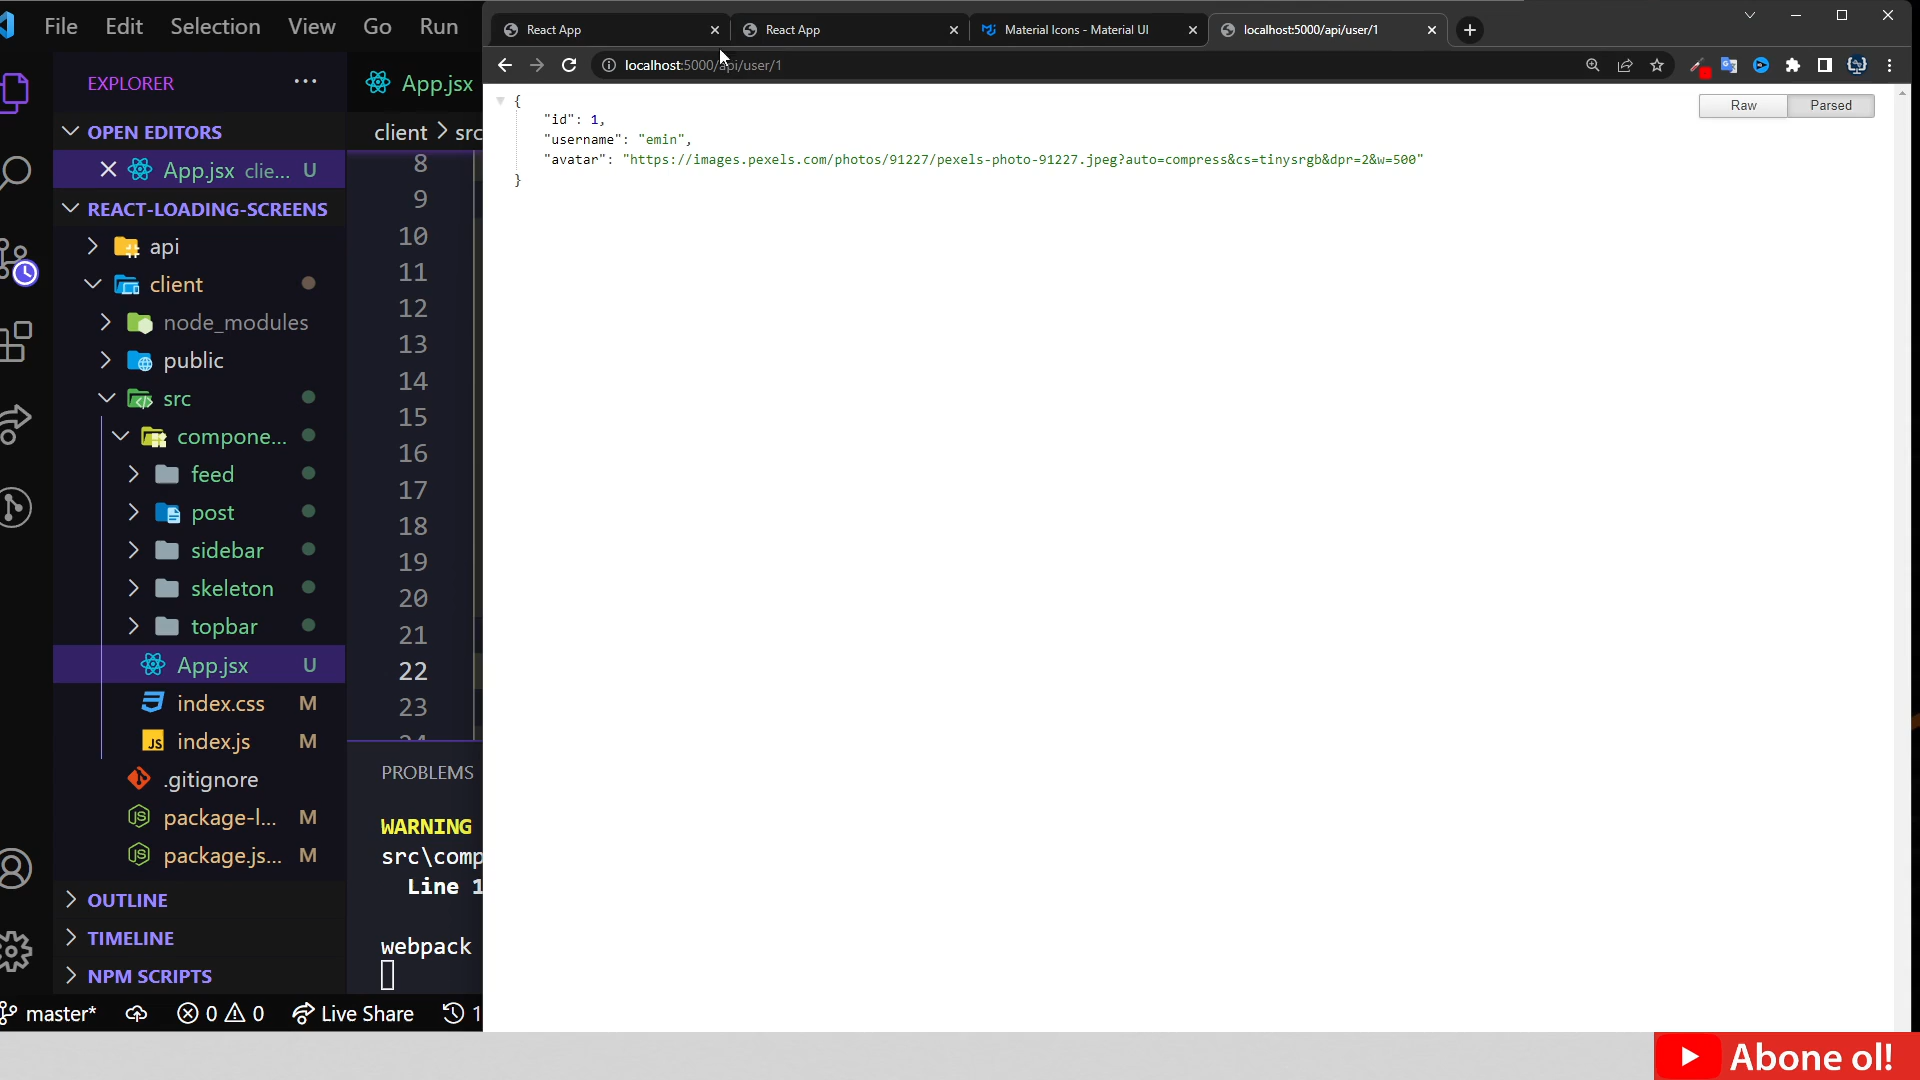 File Edit Selection View Go Run
EXPLORER ···
OPEN EDITORS
App.jsx clie... U
REACT-LOADING-SCREENS
api
client
node_modules
public
src
compone...
feed
post
sidebar
skeleton
topbar
App.jsx U
index.css M
index.js M
.gitignore
package-l... M
package.js... M
OUTLINE
TIMELINE
NPM SCRIPTS
master* 0 0 Live Share 1
App.jsx
client > src
8
9
10
11
12
13
14
15
16
17
18
19
20
21
22
23
PROBLEMS
WARNING
src\comp
Line 1
webpack
React App
React App
Material Icons - Material UI
localhost:5000/api/user/1
localhost:5000/api/user/1
Raw Parsed
{
"id": 1,
"username": "emin",
"avatar": "https://images.pexels.com/photos/91227/pexels-photo-91227.jpeg?auto=compress&cs=tinysrgb&dpr=2&w=500"
}
Abone ol!